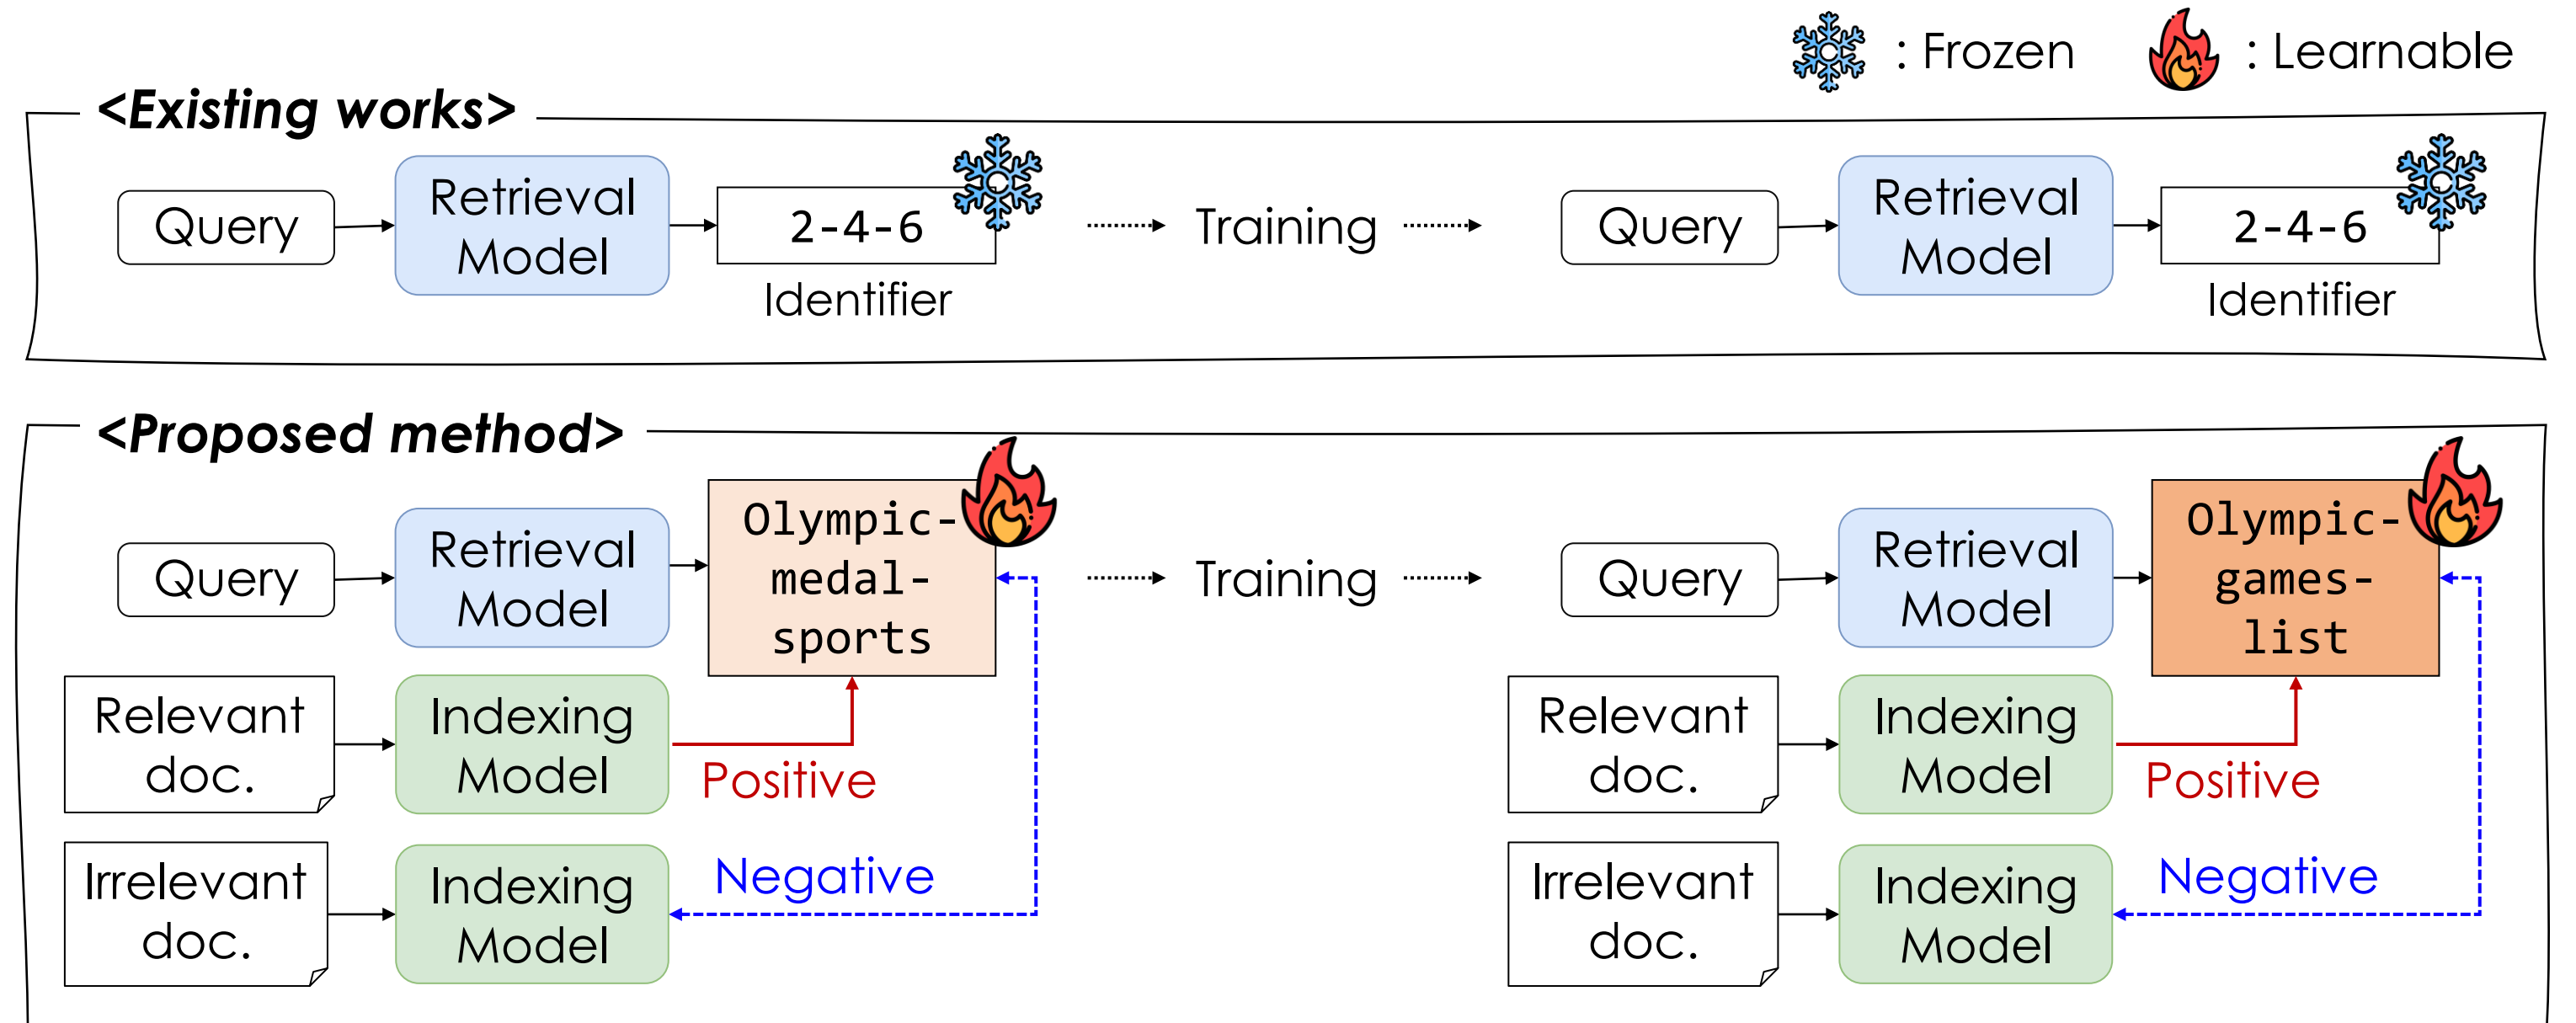 : Frozen
: Learnable
<Existing works>
Query
Retrieval
Model
2-4-6
Identifier
Training
Query
Retrieval
Model
2-4-6
Identifier
<Proposed method>
Query
Retrieval
Model
Olympic-
medal-
sports
Relevant
doc.
Indexing
Model
Positive
Irrelevant
doc.
Indexing
Model
Negative
Training
Query
Retrieval
Model
Olympic-
games-
list
Relevant
doc.
Indexing
Model
Positive
Irrelevant
doc.
Indexing
Model
Negative